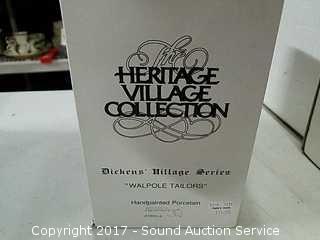 The
HERITAGE
VILLAGE
COLLECTION
Dickens' Village Series
"WALPOLE TAILORS"
Handpainted Porcelain
Copyright 2017 - Sound Auction Service